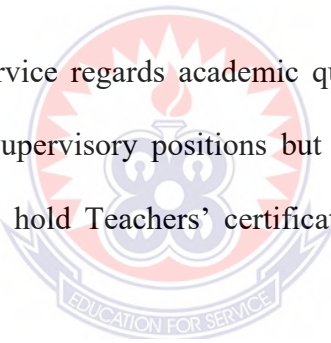 rvice regards academic qu
upervisory positions but
hold Teachers’ certificat
EDUCATION FOR SERVICE